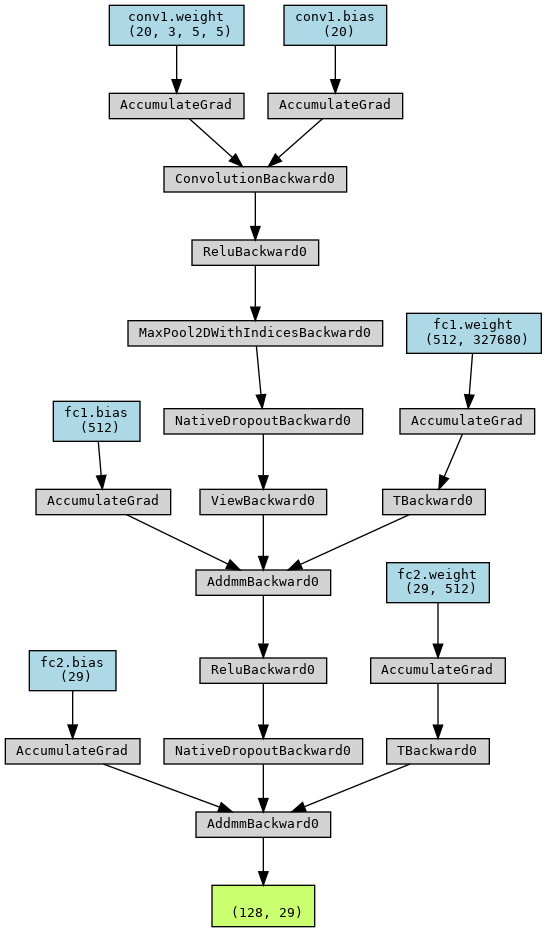 conv1.weight
(20, 3, 5, 5)
conv1.bias
(20)
AccumulateGrad
AccumulateGrad
ConvolutionBackward0
ReluBackward0
MaxPool2DWithIndicesBackward0
fc1.weight
(512, 327680)
fc1.bias
(512)
NativeDropoutBackward0
AccumulateGrad
AccumulateGrad
ViewBackward0
TBackward0
AddmmBackward0
fc2.weight
(29, 512)
fc2.bias
(29)
ReluBackward0
AccumulateGrad
AccumulateGrad
NativeDropoutBackward0
TBackward0
AddmmBackward0
(128, 29)